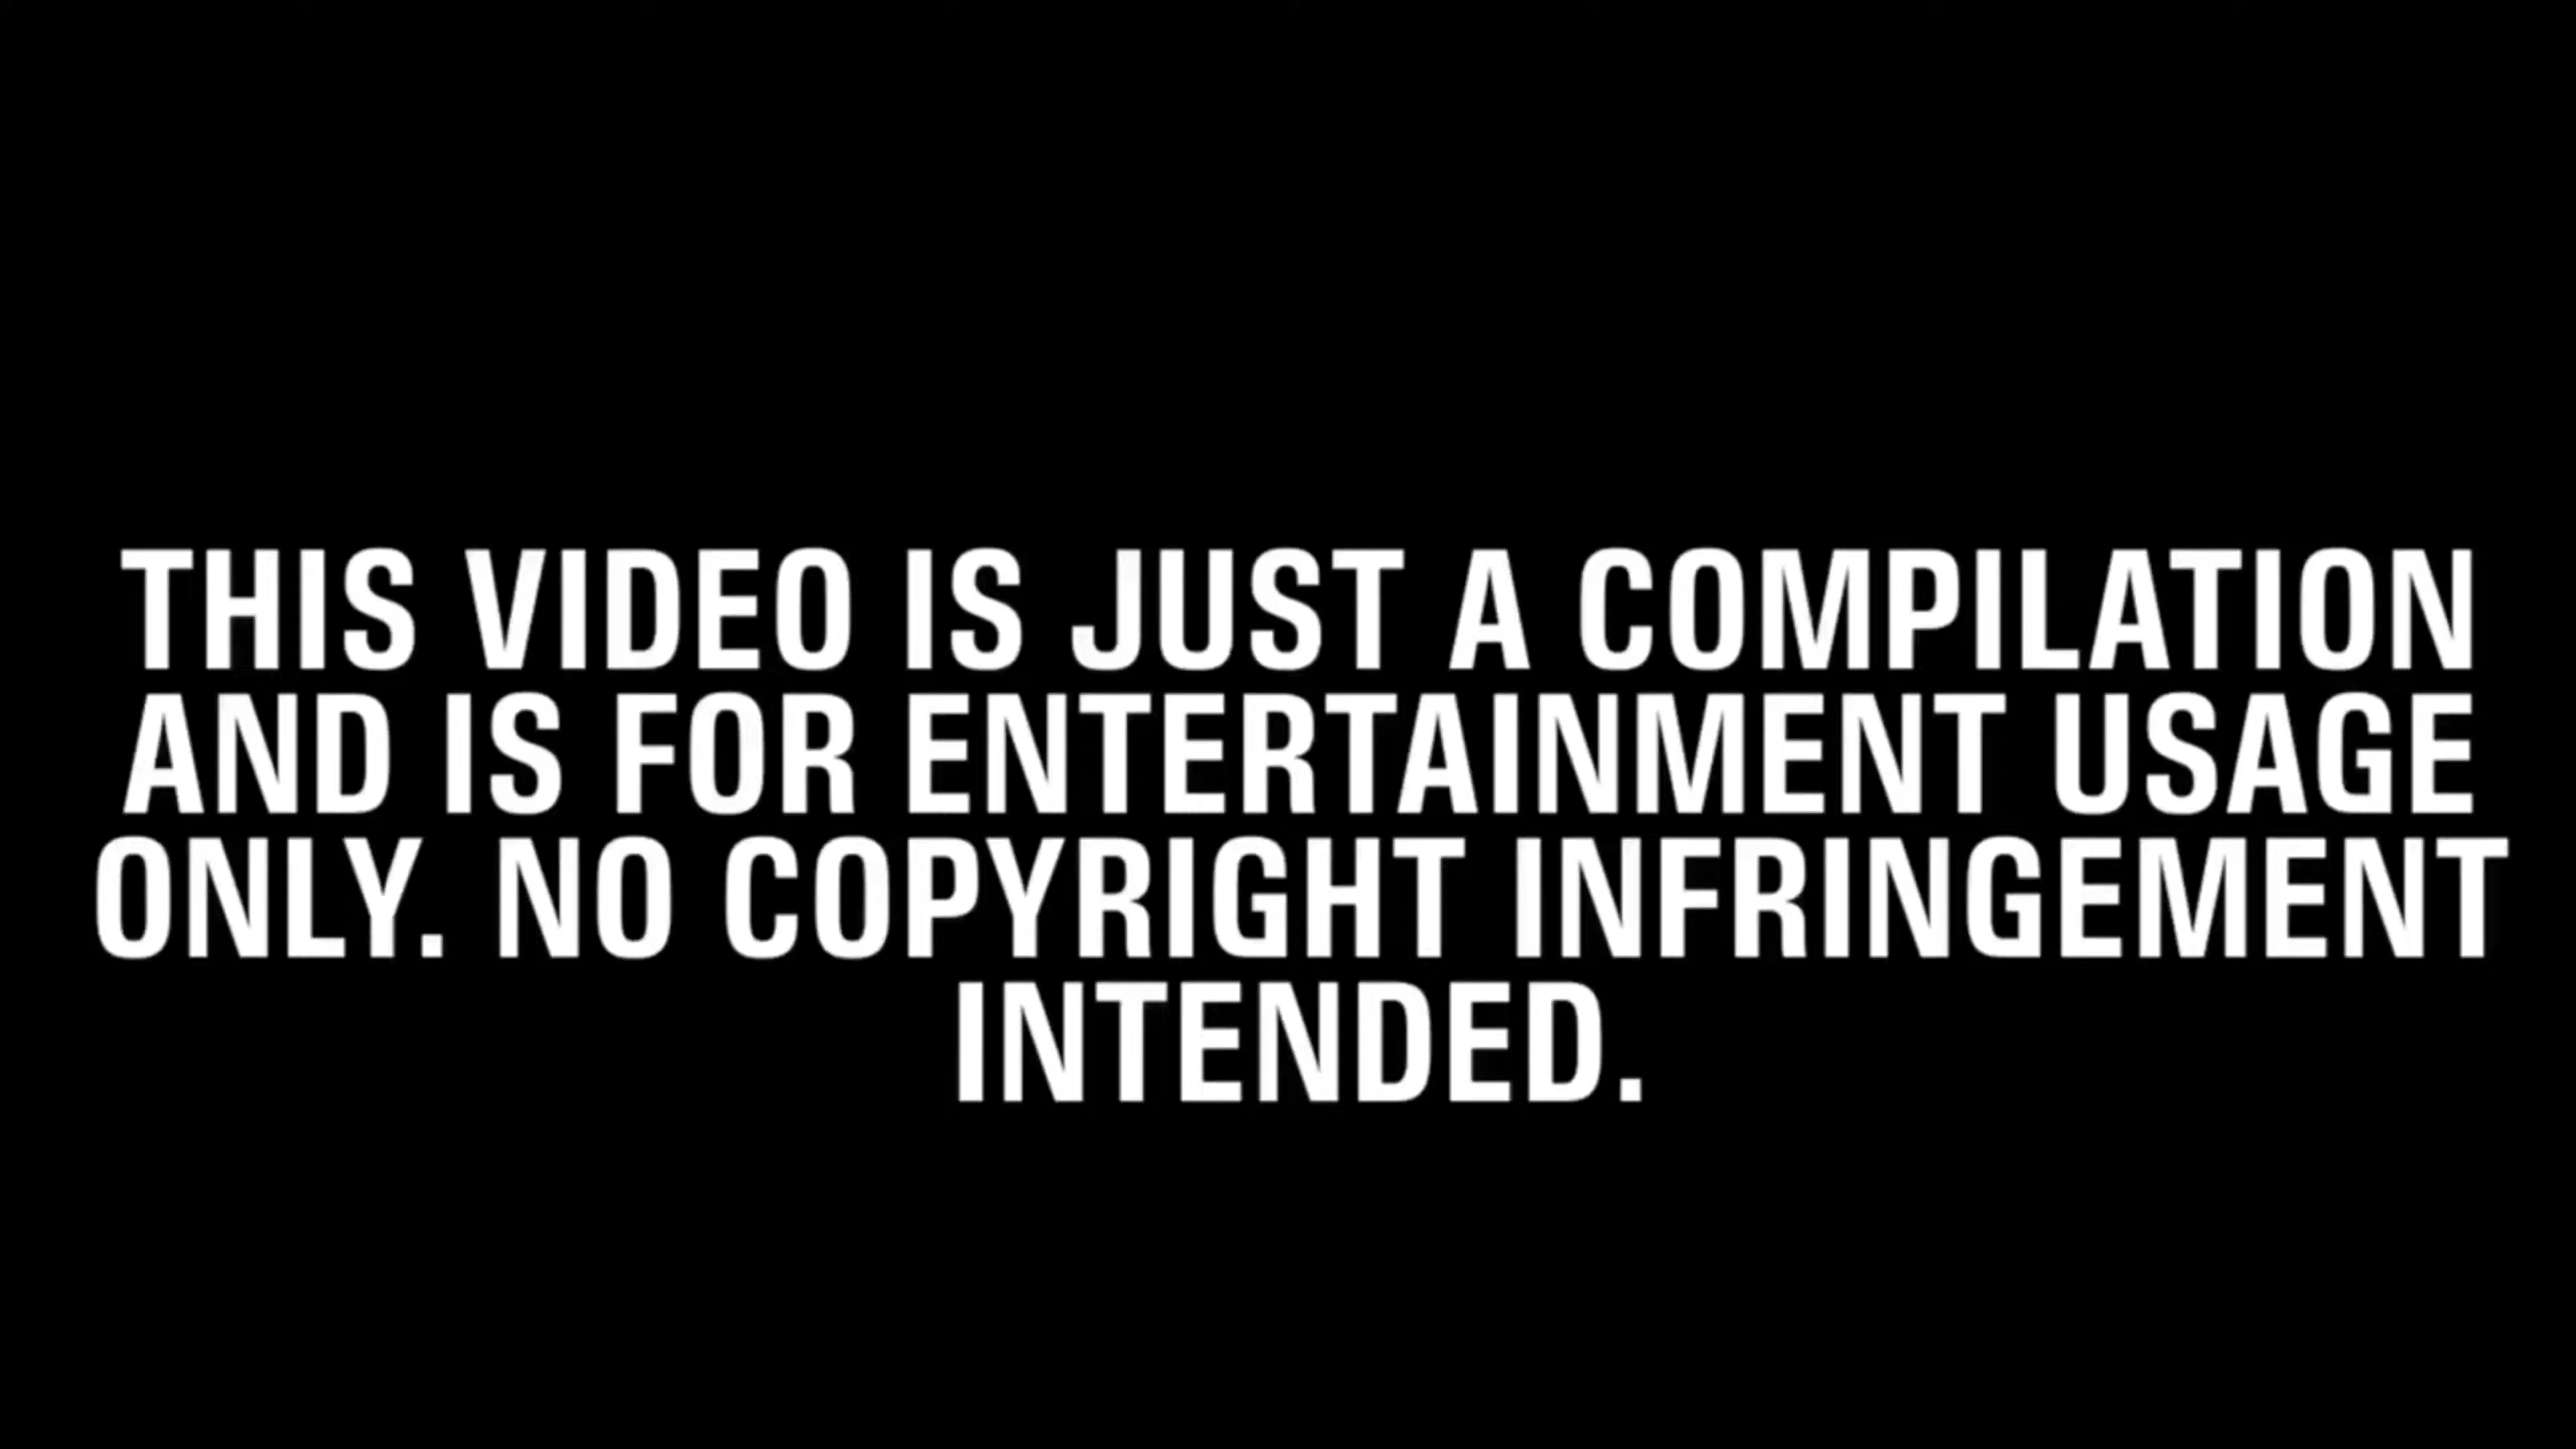 THIS VIDEO IS JUST A COMPILATION
AND IS FOR ENTERTAINMENT USAGE
ONLY. NO COPYRIGHT INFRINGEMENT
INTENDED.